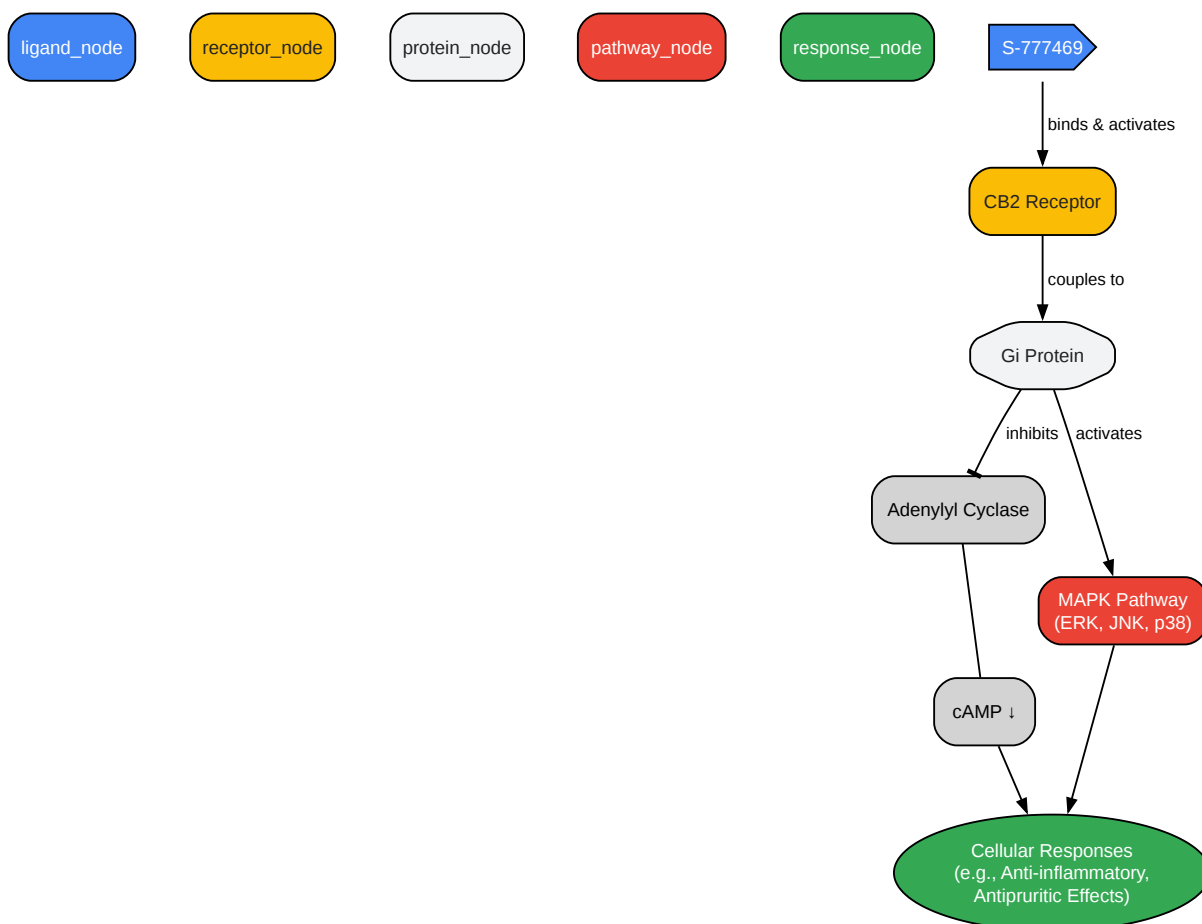 ligand_node
receptor_node
protein_node
pathway_node
response_node
S-777469
binds & activates
CB2 Receptor
couples to
Gi Protein
inhibits
activates
Adenylyl Cyclase
MAPK Pathway
(ERK, JNK, p38)
cAMP ↓
Cellular Responses
(e.g., Anti-inflammatory,
Antipruritic Effects)